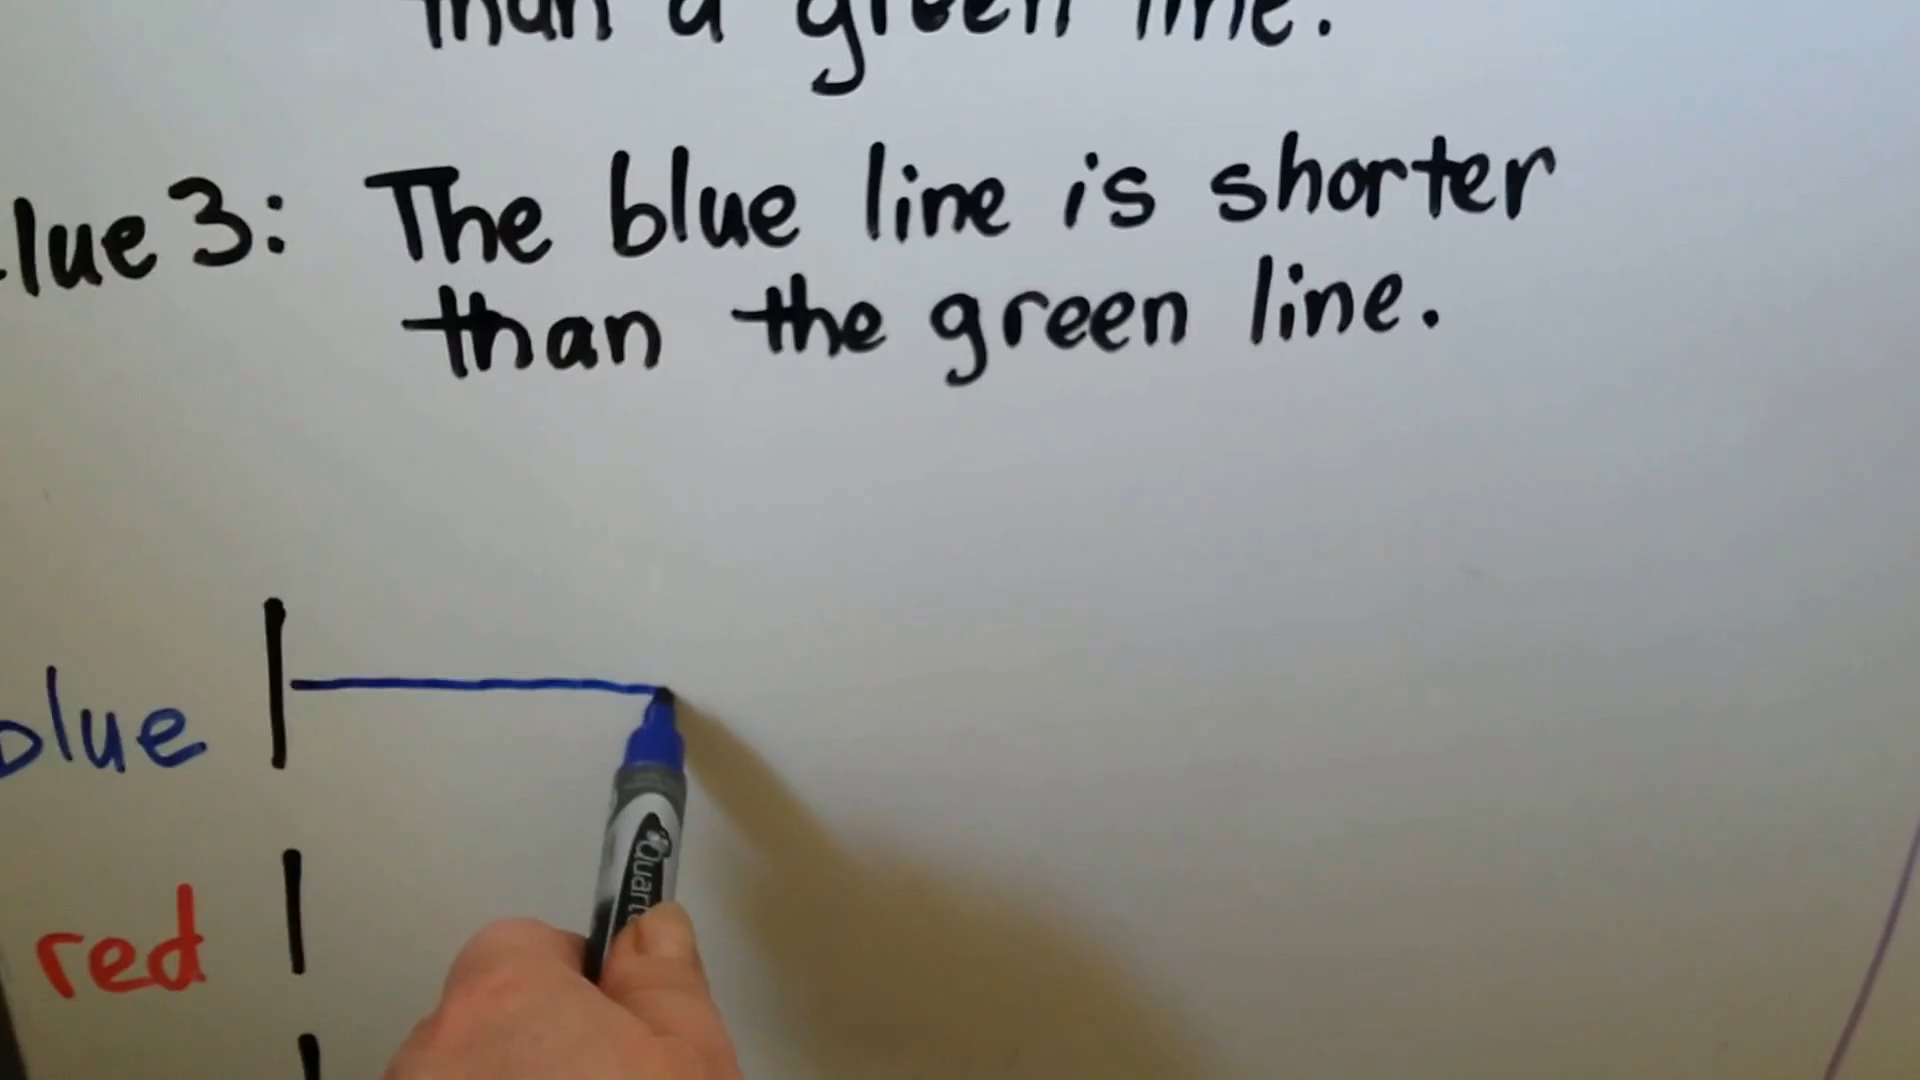 than a green line.
lue 3: The blue line is shorter
than the green line.
blue
red